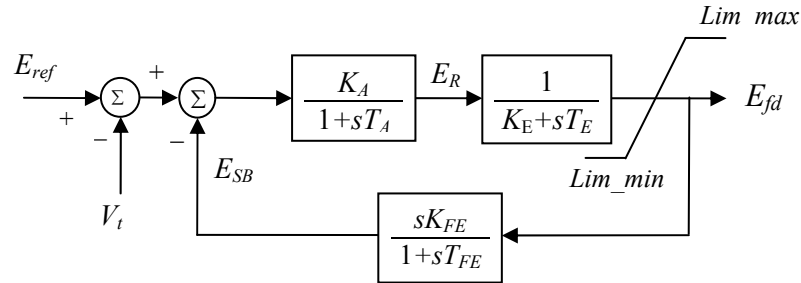 Lim max
E_ref
+
Σ
+
Σ
K_A
1+sT_A
E_R
1
K_E+sT_E
E_fd
−
−
E_SB
Lim_min
V_t
sK_FE
1+sT_FE